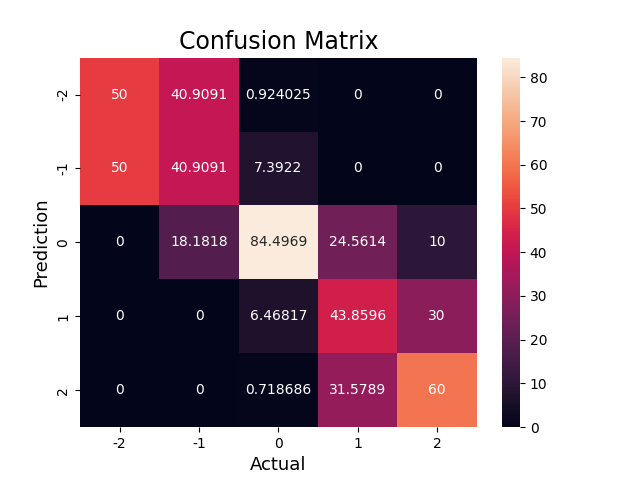 Confusion Matrix
-2 50 40.9091 0.924025 0 0
-1 50 40.9091 7.3922 0 0
0 0 18.1818 84.4969 24.5614 10
1 0 0 6.46817 43.8596 30
2 0 0 0.718686 31.5789 60
-2 -1 0 1 2
Actual
Prediction
80
70
60
50
40
30
20
10
0